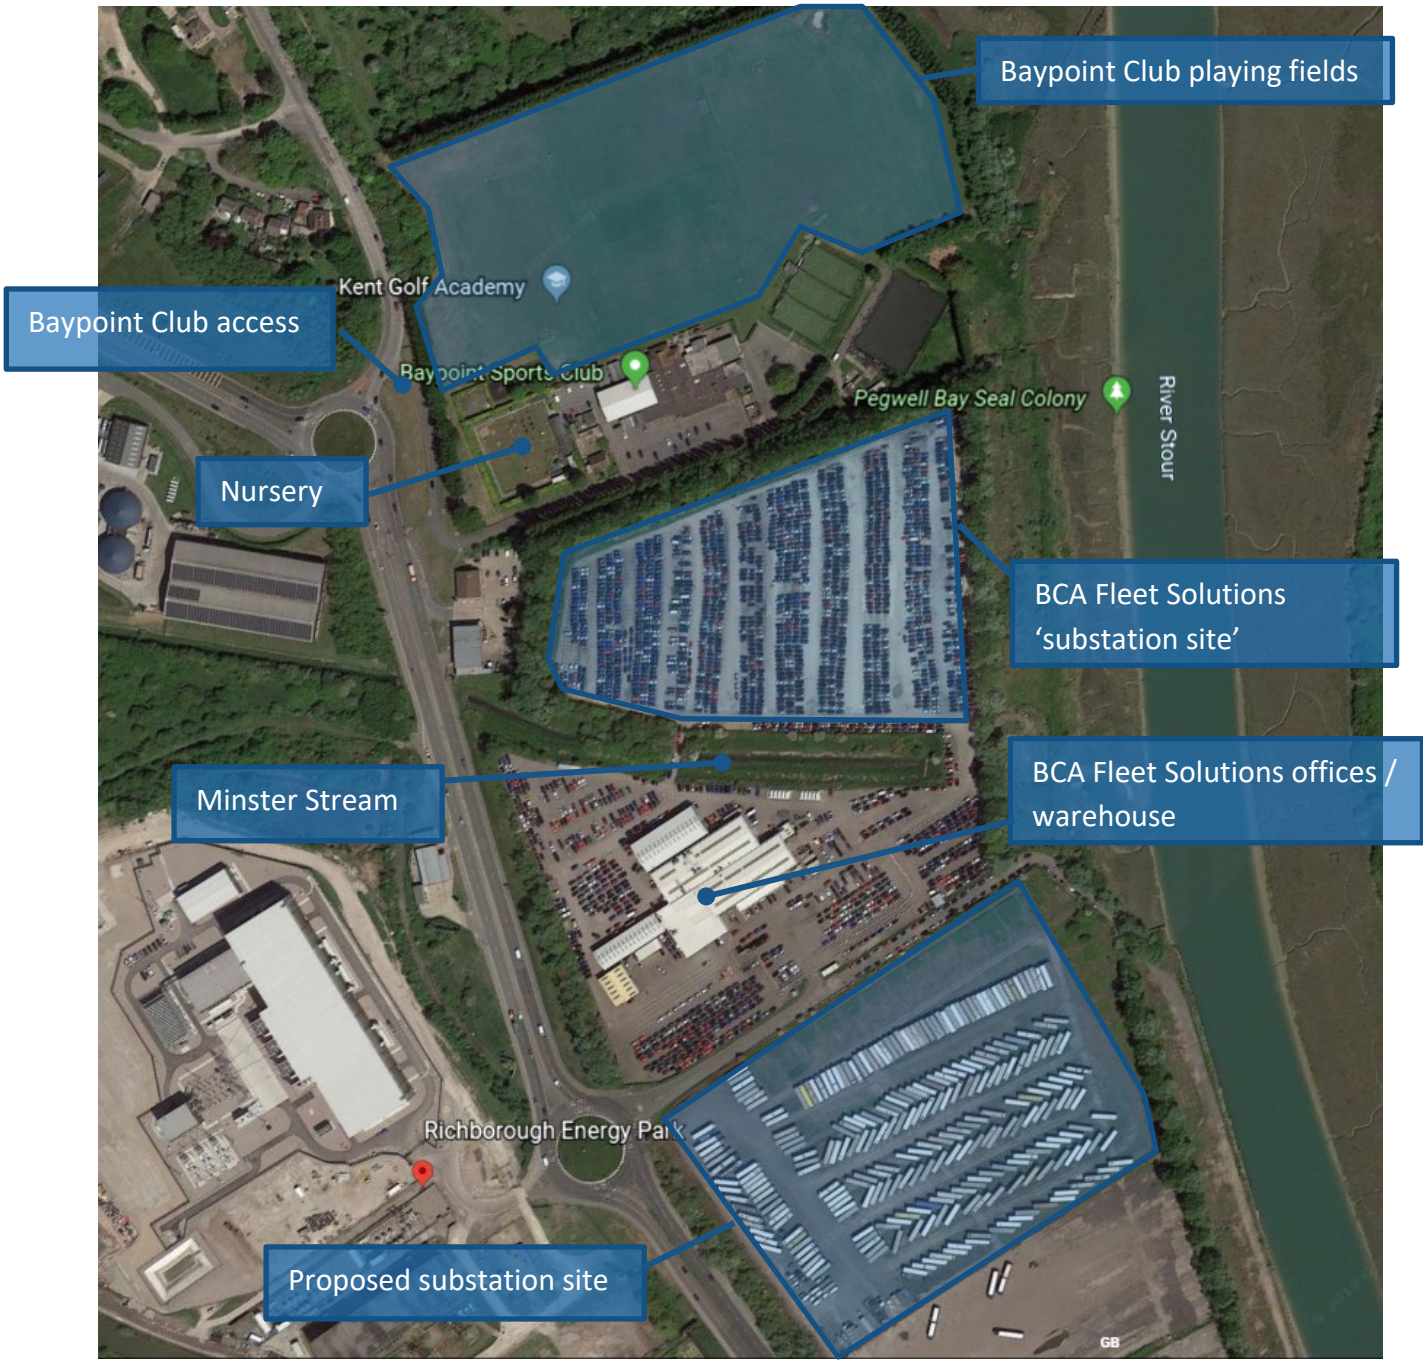 Baypoint Club playing fields
Kent Golf Academy
Baypoint Club access
Baypoint Sports Club
Pegwell Bay Seal Colony
River Stour
Nursery
BCA Fleet Solutions
‘substation site’
Minster Stream
BCA Fleet Solutions offices /
warehouse
Richborough Energy Park
Proposed substation site
GB